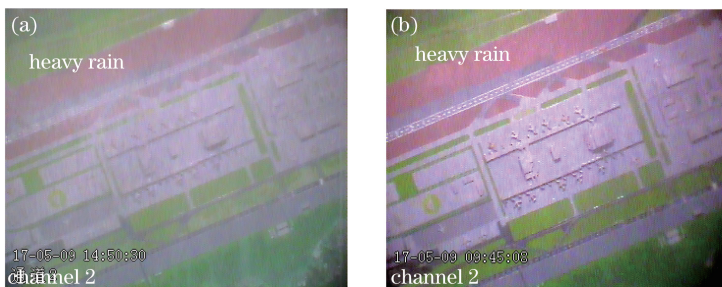 (a)
heavy rain
17-05-09 14:50:30
channel 2
(b)
heavy rain
17-05-09 09:45:08
channel 2